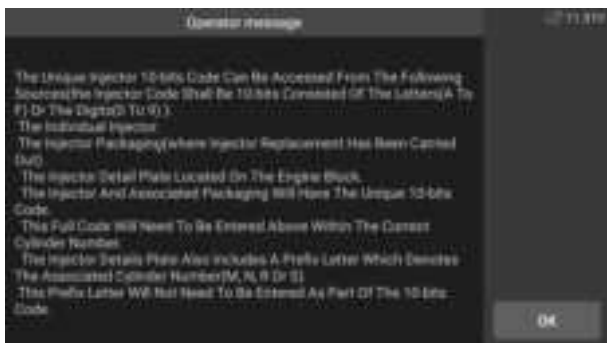 Operator message
The Unique Injector 10-bits Code Can Be Accessed From The Following
Sources(the Injector Code Shall Be 10-bits Consisted Of The Letters(A To
F) Or The Digits(0 To 9).)
The Individual Injector.
The Injector Packaging(where Injector Replacement Has Been Carried
Out).
The Injector Detail Plate Located On The Engine Block.
The Injector And Associated Packaging Will Have The Unique 10-bits
Code.
This Full Code Will Need To Be Entered Above Within The Correct
Cylinder Number.
The Injector Details Plate Also Includes A Prefix Letter Which Denotes
The Associated Cylinder Number(M, N, R Or S).
This Prefix Letter Will Not Need To Be Entered As Part Of The 10-bits
Code.
OK